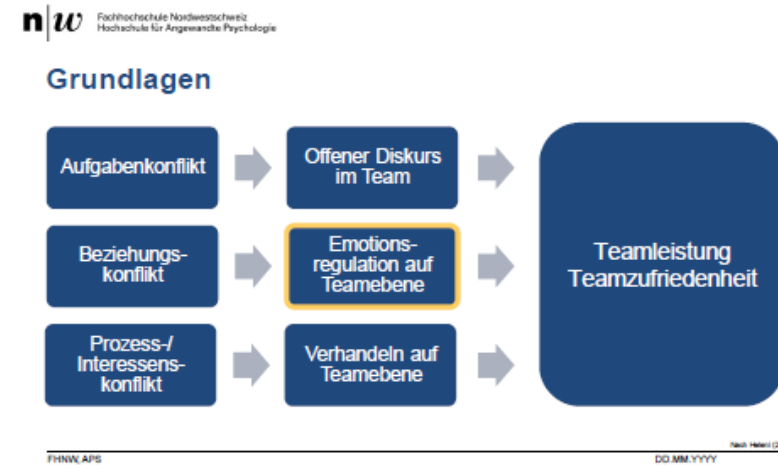 n w Fachhochschule Nordwestschweiz
Hochschule für Angewandte Psychologie
Grundlagen
Aufgabenkonflikt
Offener Diskurs
im Team
Beziehungs-
konflikt
Emotions-
regulation auf
Teamebene
Prozess-/
Interessens-
konflikt
Verhandeln auf
Teamebene
Teamleistung
Teamzufriedenheit
Nach
FHNW, APS
DD.MM.YYYY